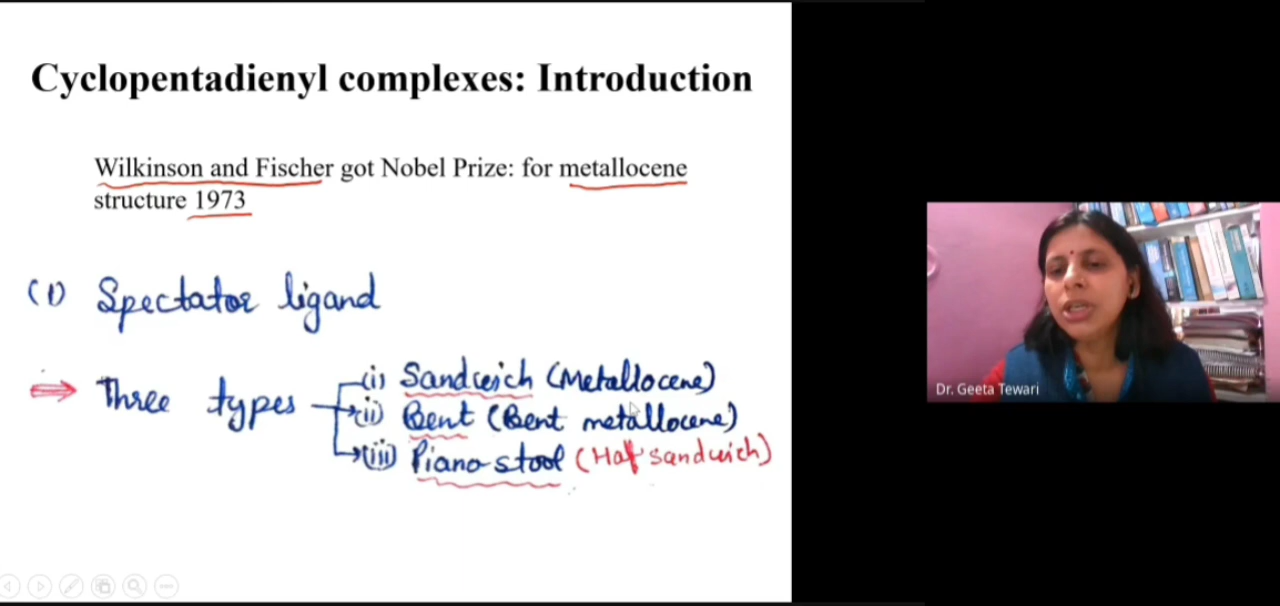 Cyclopentadienyl complexes: Introduction
Wilkinson and Fischer got Nobel Prize: for metallocene
structure 1973
(1) Spectator ligand
⇒ Three types
(i) Sandwich (Metallocene)
(ii) Bent (Bent metallocene)
(iii) Piano-stool (Haf sandwich)
Dr. Geeta Tewari